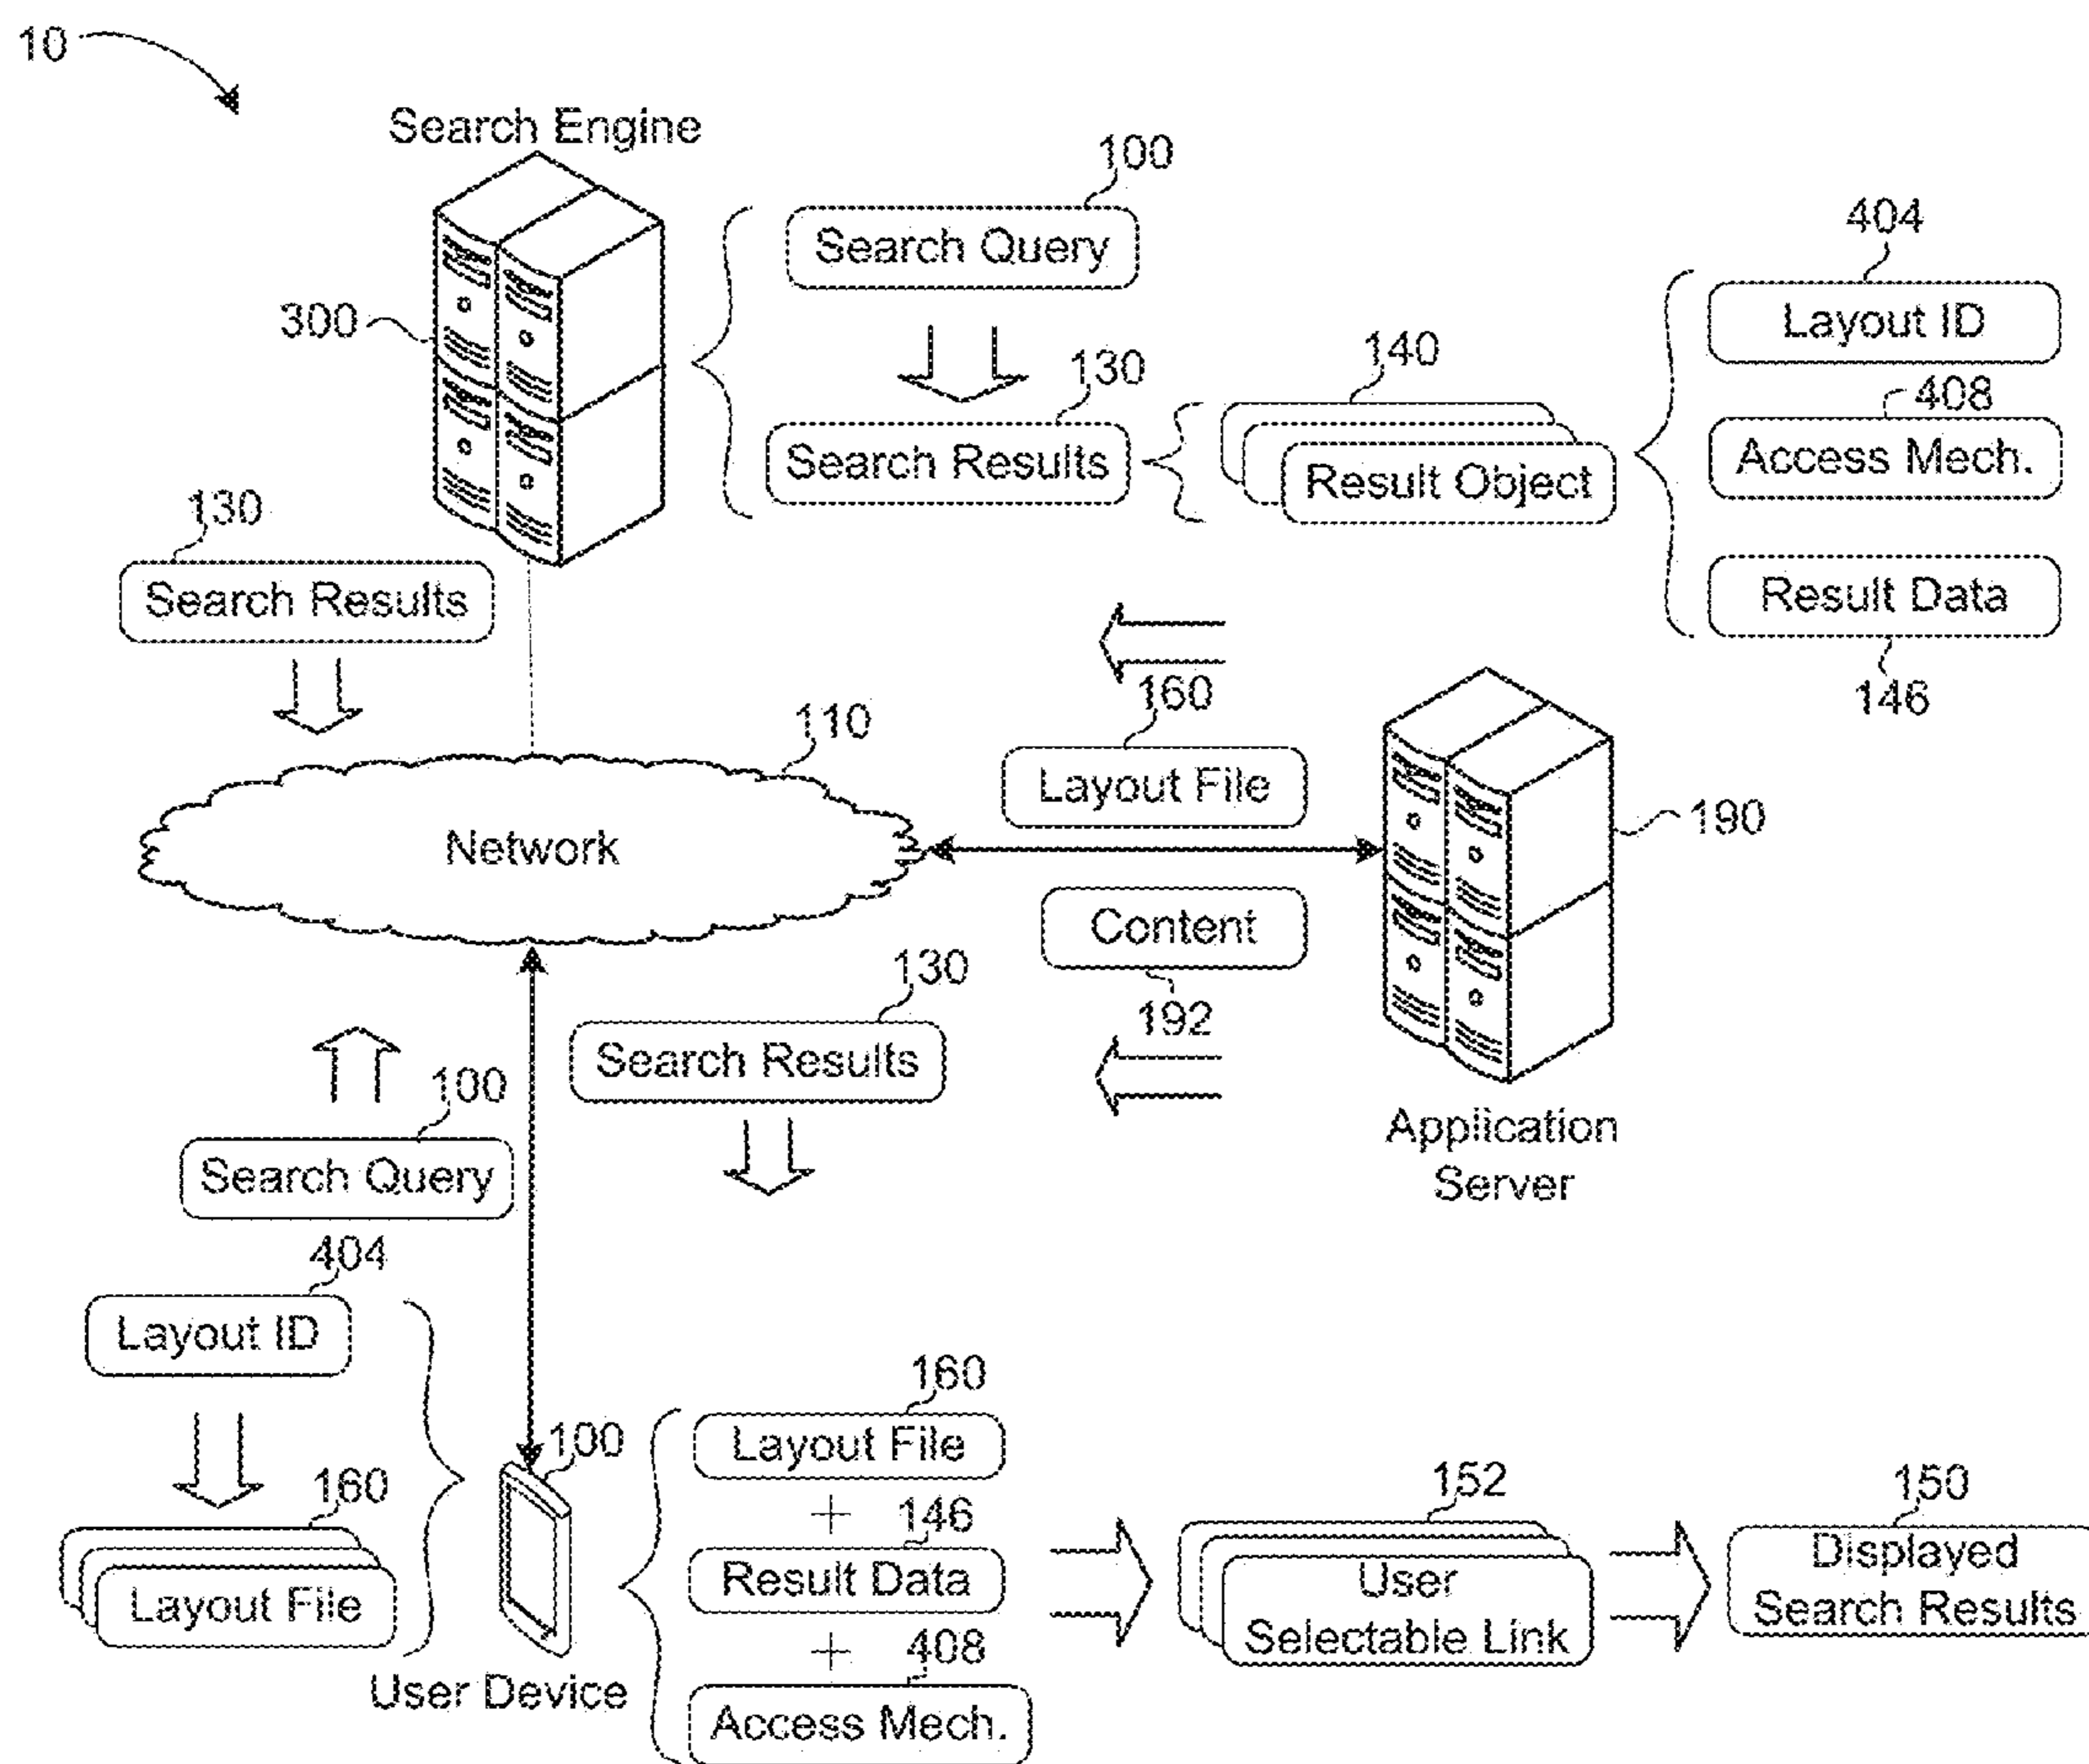 10
Search Engine
300
100
Search Query
130
Search Results
140
Result Object
404
Layout ID
408
Access Mech.
Result Data
146
130
Search Results
110
Network
160
Layout File
190
Content
192
Application
Server
130
Search Results
100
Search Query
404
Layout ID
160
Layout File
100
User Device
160
Layout File
+
146
Result Data
+
408
Access Mech.
152
User
Selectable Link
150
Displayed
Search Results